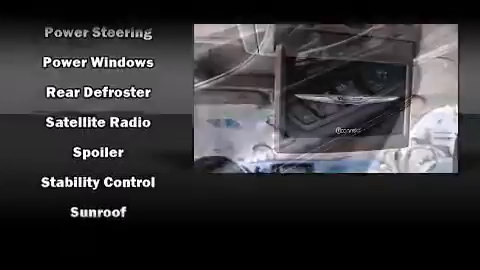 Power Steering
Power Windows
Rear Defroster
Satellite Radio
Spoiler
Stability Control
Sunroof